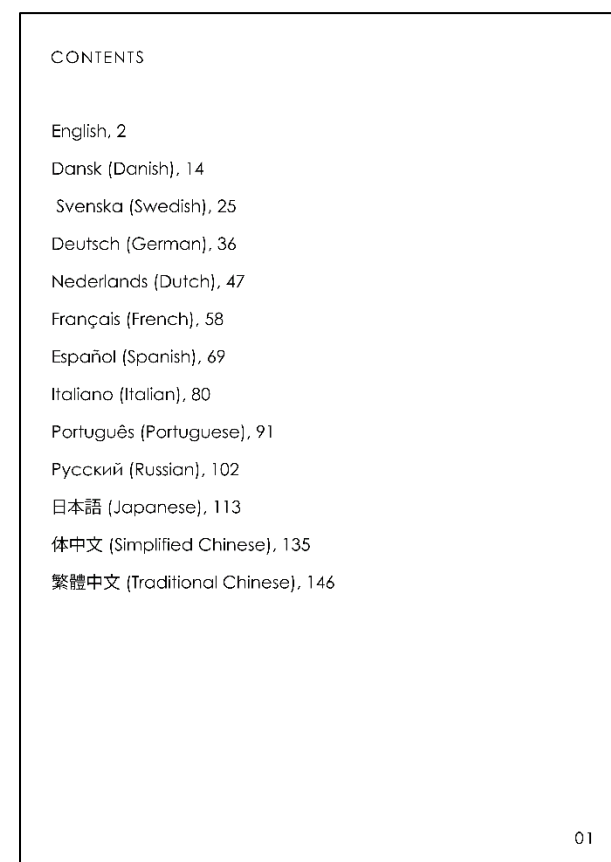 CONTENTS
English, 2
Dansk (Danish), 14
Svenska (Swedish), 25
Deutsch (German), 36
Nederlands (Dutch), 47
Français (French), 58
Español (Spanish), 69
Italiano (Italian), 80
Português (Portuguese), 91
Русский (Russian), 102
日本語 (Japanese), 113
体中文 (Simplified Chinese), 135
繁體中文 (Traditional Chinese), 146
01